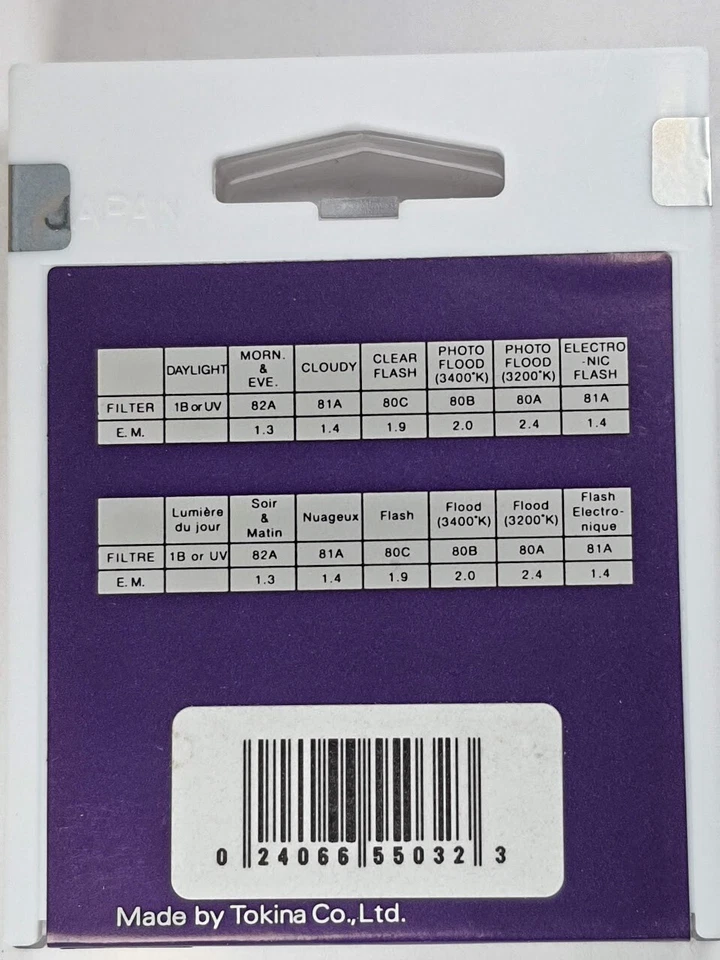 JAPAN
DAYLIGHT MORN. & EVE. CLOUDY CLEAR FLASH PHOTO FLOOD (3400°K) PHOTO FLOOD (3200°K) ELECTRO-NIC FLASH
FILTER 1B or UV 82A 81A 80C 80B 80A 81A
E. M. 1.3 1.4 1.9 2.0 2.4 1.4
Lumière du jour Soir & Matin Nuageux Flash Flood (3400°K) Flood (3200°K) Flash Electro-nique
FILTRE 1B or UV 82A 81A 80C 80B 80A 81A
E. M. 1.3 1.4 1.9 2.0 2.4 1.4
0 24066 55032 3
Made by Tokina Co.,Ltd.